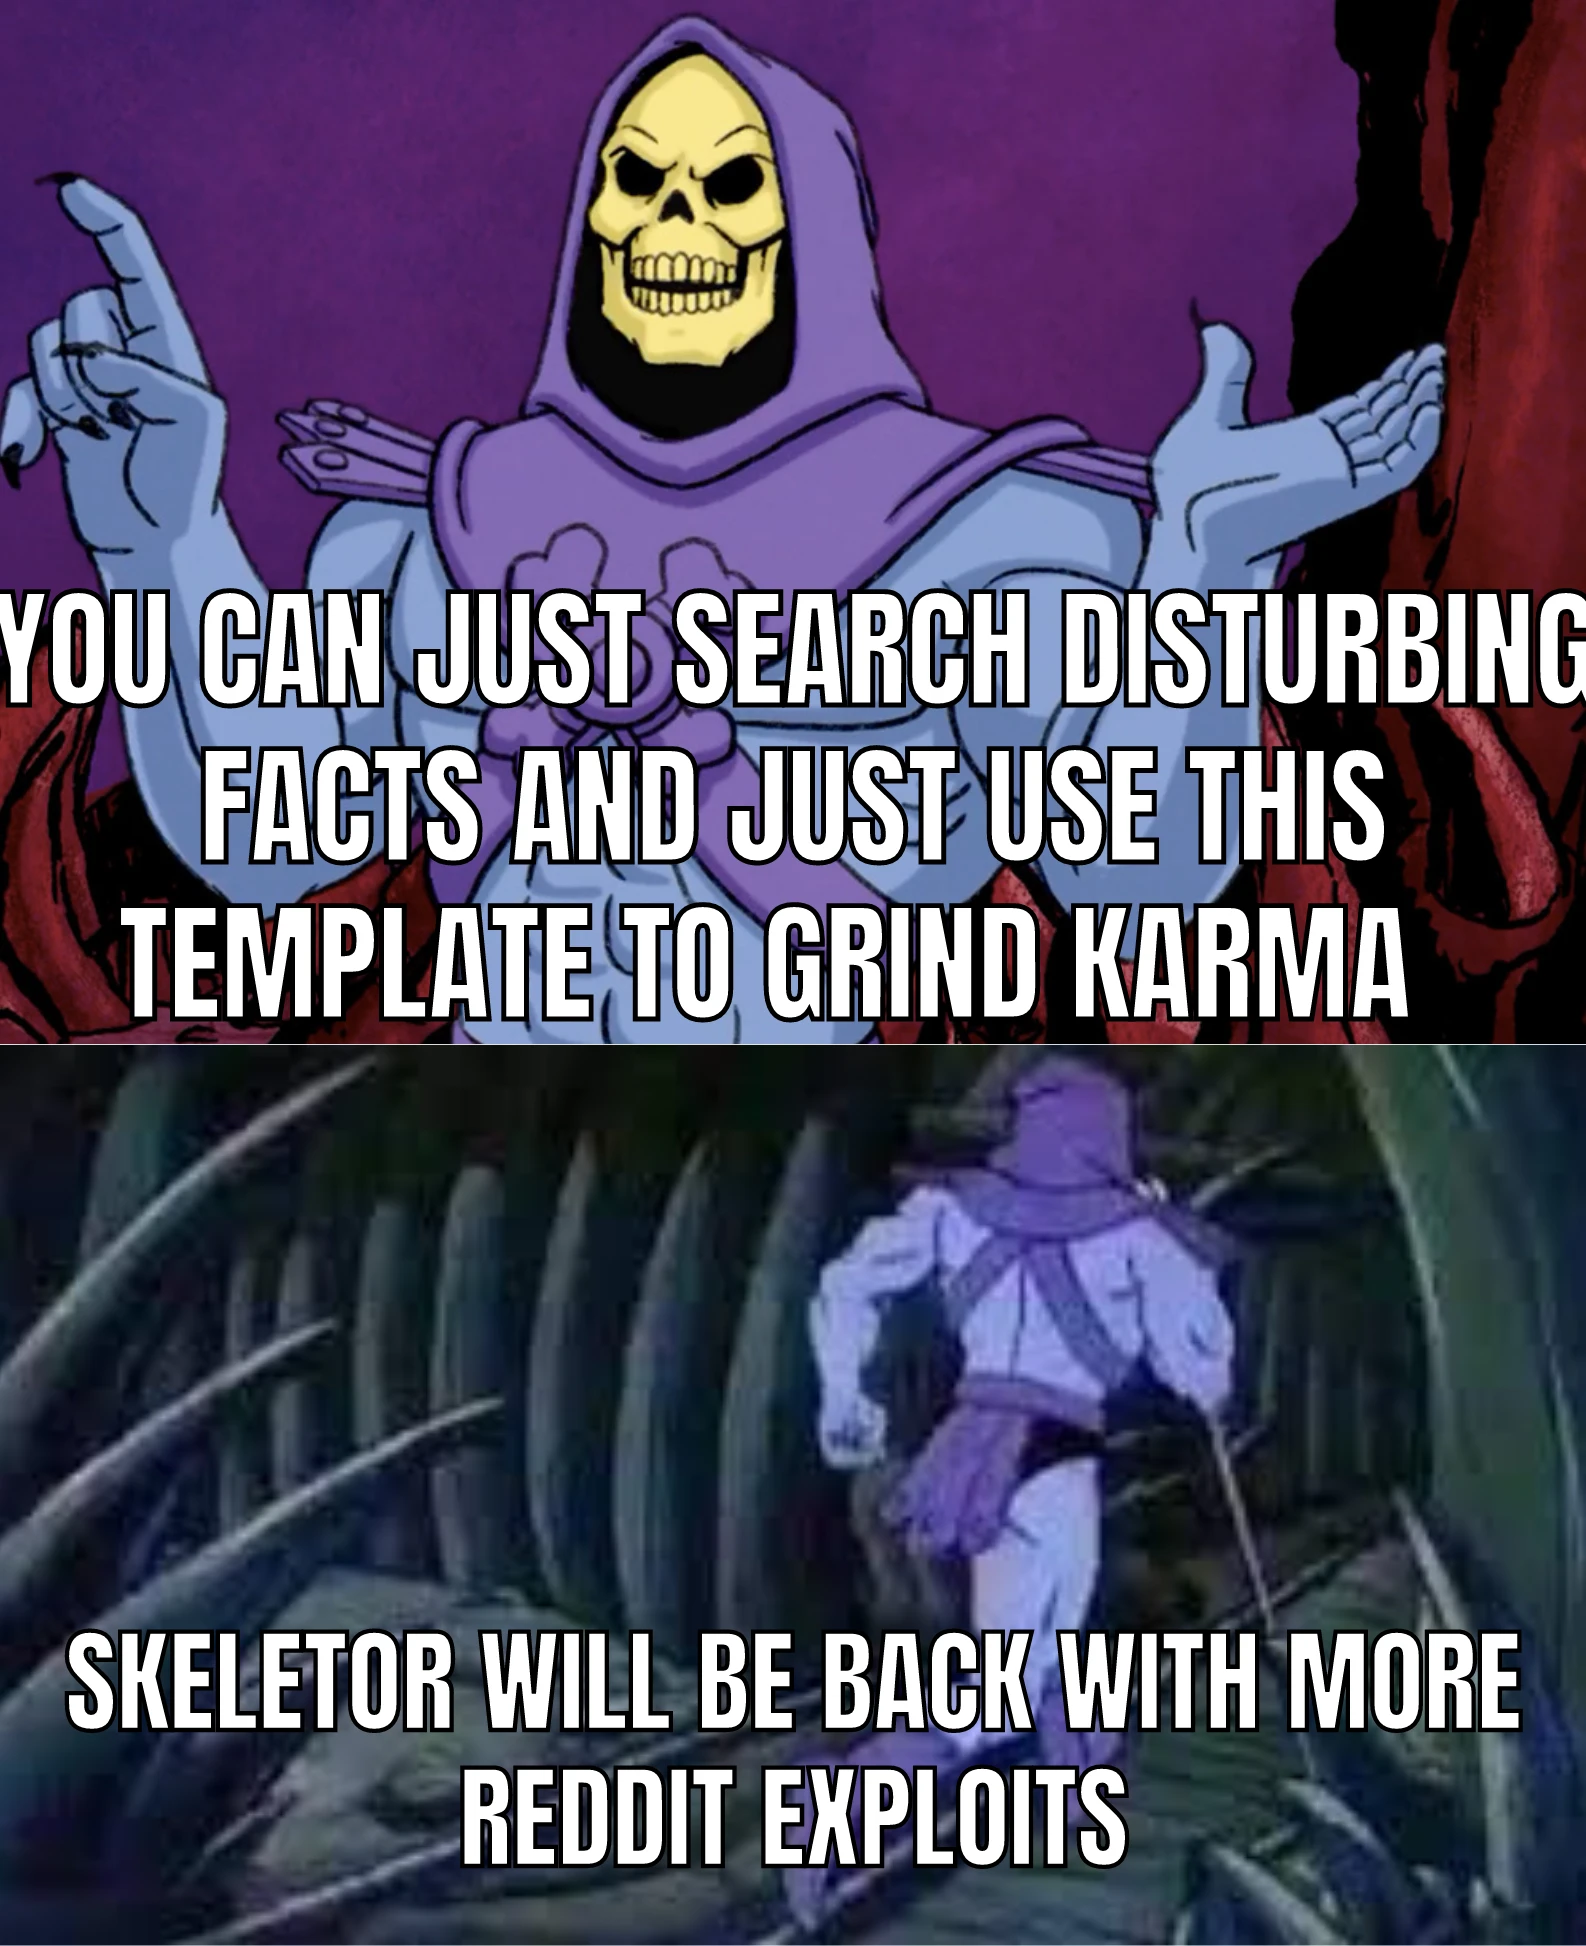 YOU CAN JUST SEARCH DISTURBING
FACTS AND JUST USE THIS
TEMPLATE TO GRIND KARMA
SKELETOR WILL BE BACK WITH MORE
REDDIT EXPLOITS